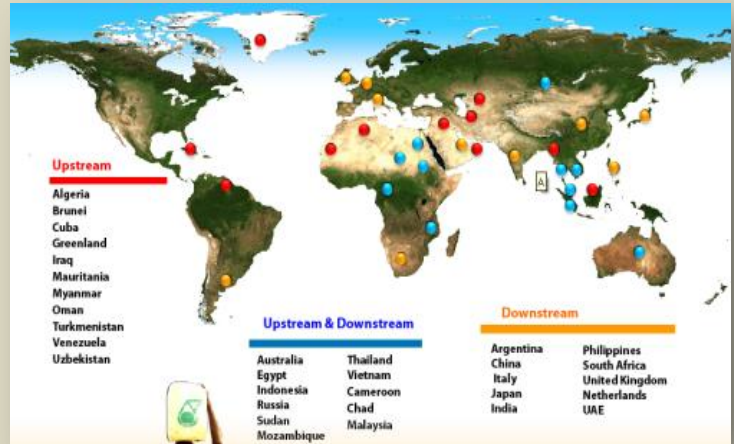 Upstream
Algeria
Brunei
Cuba
Greenland
Iraq
Mauritania
Myanmar
Oman
Turkmenistan
Venezuela
Uzbekistan
Upstream & Downstream
Australia
Egypt
Indonesia
Russia
Sudan
Mozambique
Thailand
Vietnam
Cameroon
Chad
Malaysia
Downstream
Argentina
China
Italy
Japan
India
Philippines
South Africa
United Kingdom
Netherlands
UAE